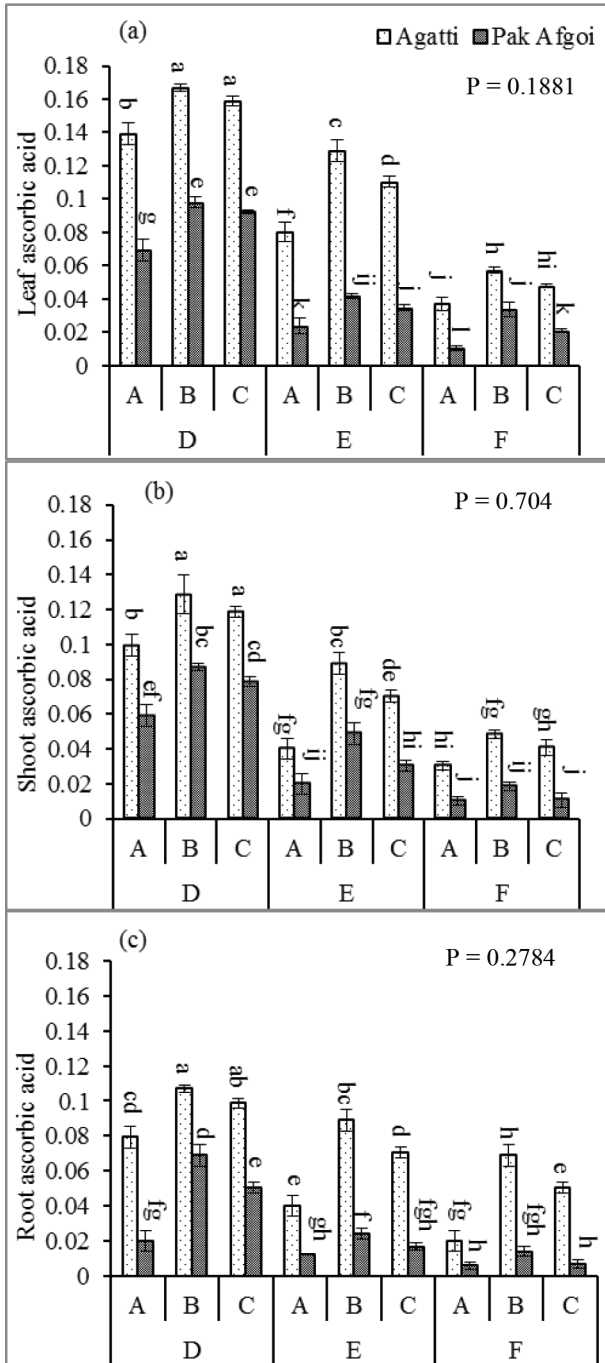 (a)
Agatti Pak Afgoi
P = 0.1881
Leaf ascorbic acid
0.18
0.16
0.14
0.12
0.1
0.08
0.06
0.04
0.02
0
b g a e a e f k c ij d j j l h j hi k
A B C A B C A B C
D E F
(b)
P = 0.704
Shoot ascorbic acid
0.18
0.16
0.14
0.12
0.1
0.08
0.06
0.04
0.02
0
b ef a bc a cd fg ij bc fg de hi hi j fg ij gh j
A B C A B C A B C
D E F
(c)
P = 0.2784
Root ascorbic acid
0.18
0.16
0.14
0.12
0.1
0.08
0.06
0.04
0.02
0
cd fg a d ab e e gh bc f d fgh fg h h fgh e h
A B C A B C A B C
D E F